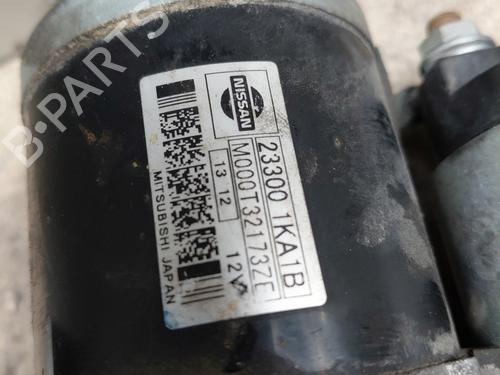 NISSAN
23300 1KA1B
M000T32173ZE
13 12
12V
MITSUBISHI JAPAN
B-PARTS